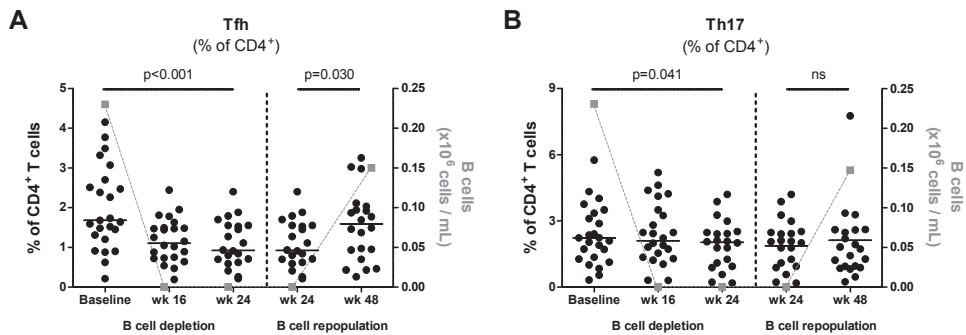 A
Tfh
(% of CD4⁺)
p<0.001
p=0.030
% of CD4⁺ T cells
5
4
3
2
1
0
0.25
0.20
0.15
0.10
0.05
0.00
B cells
(x10⁶ cells / mL)
Baseline wk 16 wk 24 wk 24 wk 48
B cell depletion B cell repopulation
B
Th17
(% of CD4⁺)
p=0.041
ns
% of CD4⁺ T cells
9
6
3
0
0.25
0.20
0.15
0.10
0.05
0.00
B cells
(x10⁶ cells / mL)
Baseline wk 16 wk 24 wk 24 wk 48
B cell depletion B cell repopulation